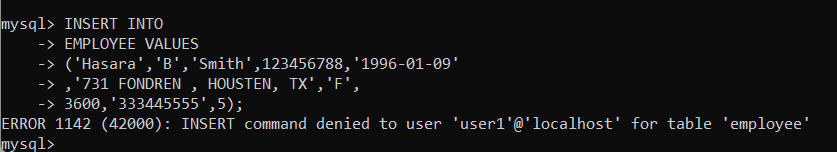 mysql> INSERT INTO
    -> EMPLOYEE VALUES
    -> ('Hasara','B','Smith',123456788,'1996-01-09'
    -> ,'731 FONDREN , HOUSTEN, TX','F',
    -> 3600,'333445555',5);
ERROR 1142 (42000): INSERT command denied to user 'user1'@'localhost' for table 'employee'
mysql>